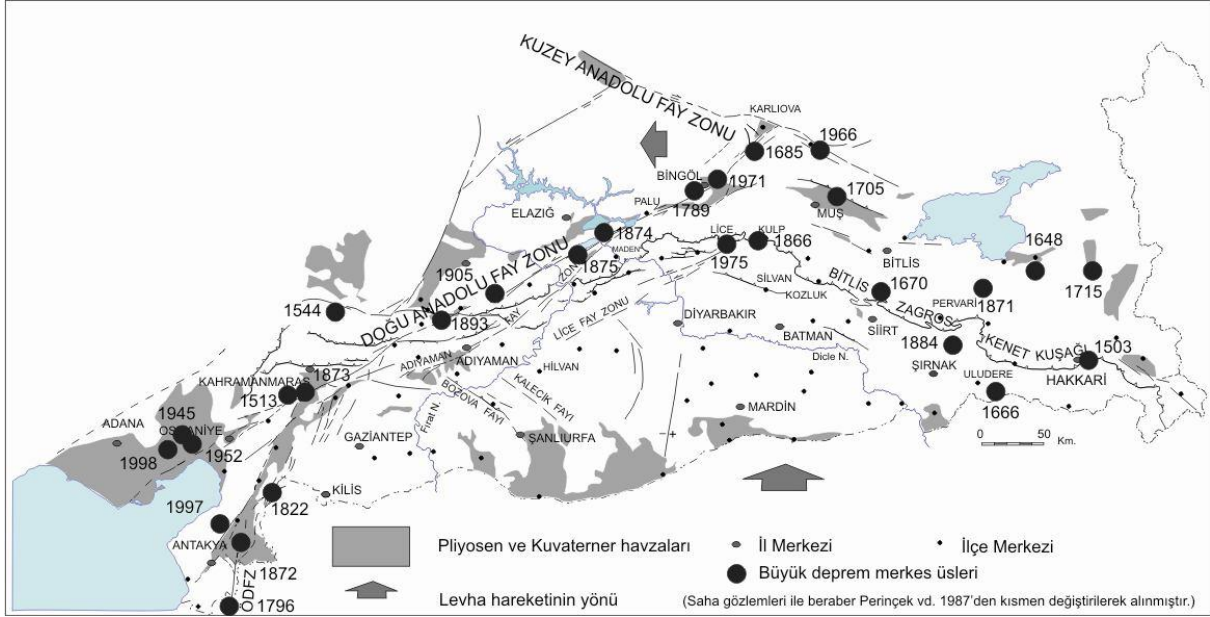 KUZEY ANADOLU FAY ZONU
KARLIOVA
1966
1685
BİNGÖL
1971
1705
1789
MUŞ
PALU
ELAZIĞ
1874
LİCE
KULP
1866
1648
MADEN
BİTLİS
1875
1975
1905
DOĞU ANADOLU FAY ZONU
SİLVAN
BİTLİS
1670
PERVARİ
1871
1715
KOZLUK
ZAGROS
1544
1893
ADIYAMAN
FAY
ZONU
LİCE FAY ZONU
DİYARBAKIR
BATMAN
SİİRT
1884
KENET KUŞAĞI
1503
Dicle N.
ŞIRNAK
HAKKARİ
ADIYAMAN
HİLVAN
ULUDERE
1666
KAHRAMANMARAŞ
1873
1513
BOZOVA FAYI
KALECİK FAYI
MARDİN
0 50 Km.
1945
ADANA
OSMANİYE
1952
1998
GAZİANTEP
Fırat N.
ŞANLIURFA
- +
KİLİS
1822
1997
ANTAKYA
1872
ÖDFZ
1796
Pliyosen ve Kuvaterner havzaları
İl Merkezi
İlçe Merkezi
Büyük deprem merkes üsleri
Levha hareketinin yönü
(Saha gözlemleri ile beraber Perinçek vd. 1987'den kısmen değiştirilerek alınmıştır.)